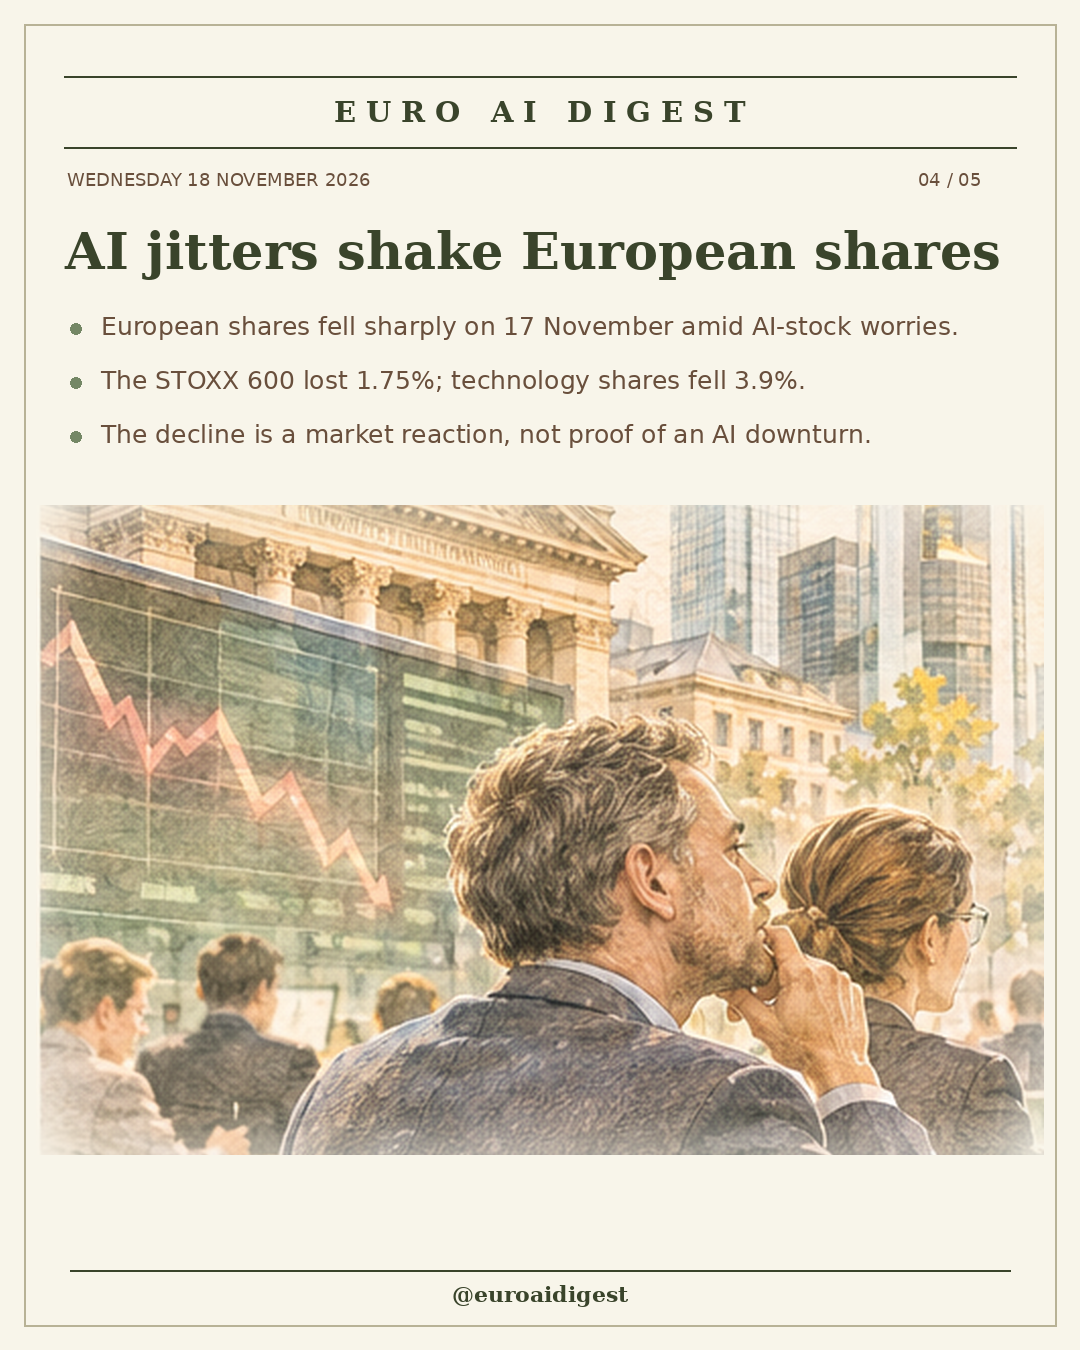 EURO AI DIGEST
WEDNESDAY 18 NOVEMBER 2026
04 / 05
AI jitters shake European shares
European shares fell sharply on 17 November amid AI-stock worries.
The STOXX 600 lost 1.75%; technology shares fell 3.9%.
The decline is a market reaction, not proof of an AI downturn.
@euroaidigest